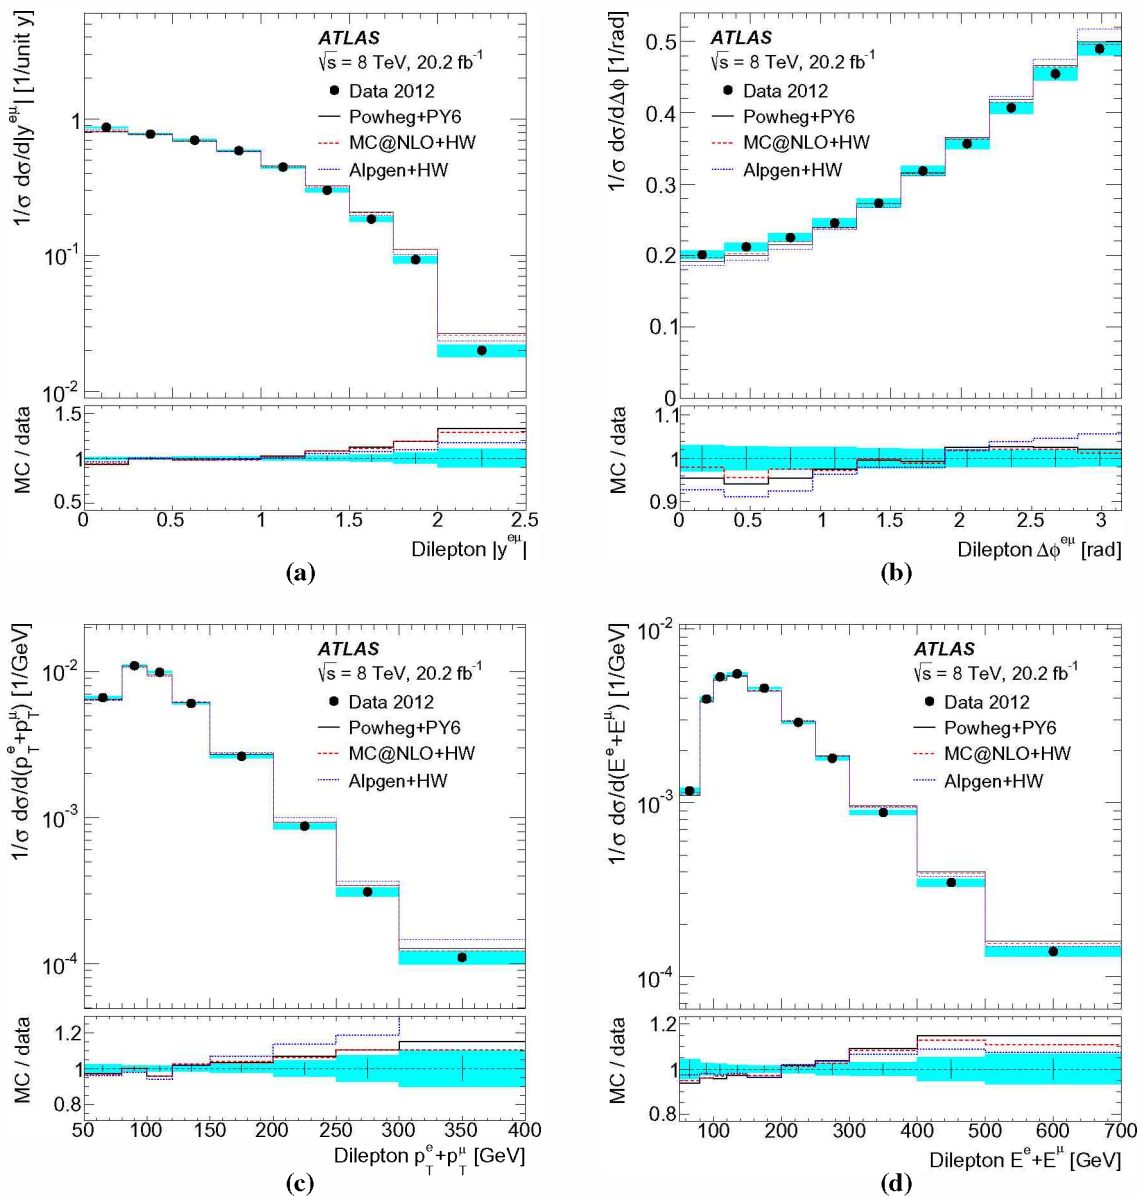 1/σ dσ/d|y^eμ| [1/unit y]
ATLAS
√s = 8 TeV, 20.2 fb⁻¹
Data 2012
Powheg+PY6
MC@NLO+HW
Alpgen+HW
1
10⁻¹
10⁻²
MC / data
1.5
1
0.5
0 0.5 1 1.5 2 2.5
Dilepton |y^eμ|
(a)
1/σ dσ/dΔϕ [1/rad]
ATLAS
√s = 8 TeV, 20.2 fb⁻¹
Data 2012
Powheg+PY6
MC@NLO+HW
Alpgen+HW
0.5
0.4
0.3
0.2
0.1
0
MC / data
1.1
1
0.9
0 0.5 1 1.5 2 2.5 3
Dilepton Δϕ^eμ [rad]
(b)
1/σ dσ/d(p_T^e+p_T^μ) [1/GeV]
ATLAS
√s = 8 TeV, 20.2 fb⁻¹
Data 2012
Powheg+PY6
MC@NLO+HW
Alpgen+HW
10⁻²
10⁻³
10⁻⁴
MC / data
1.2
1
0.8
50 100 150 200 250 300 350 400
Dilepton p_T^e+p_T^μ [GeV]
(c)
1/σ dσ/d(E^e+E^μ) [1/GeV]
ATLAS
√s = 8 TeV, 20.2 fb⁻¹
Data 2012
Powheg+PY6
MC@NLO+HW
Alpgen+HW
10⁻²
10⁻³
10⁻⁴
MC / data
1.2
1
0.8
100 200 300 400 500 600 700
Dilepton E^e+E^μ [GeV]
(d)